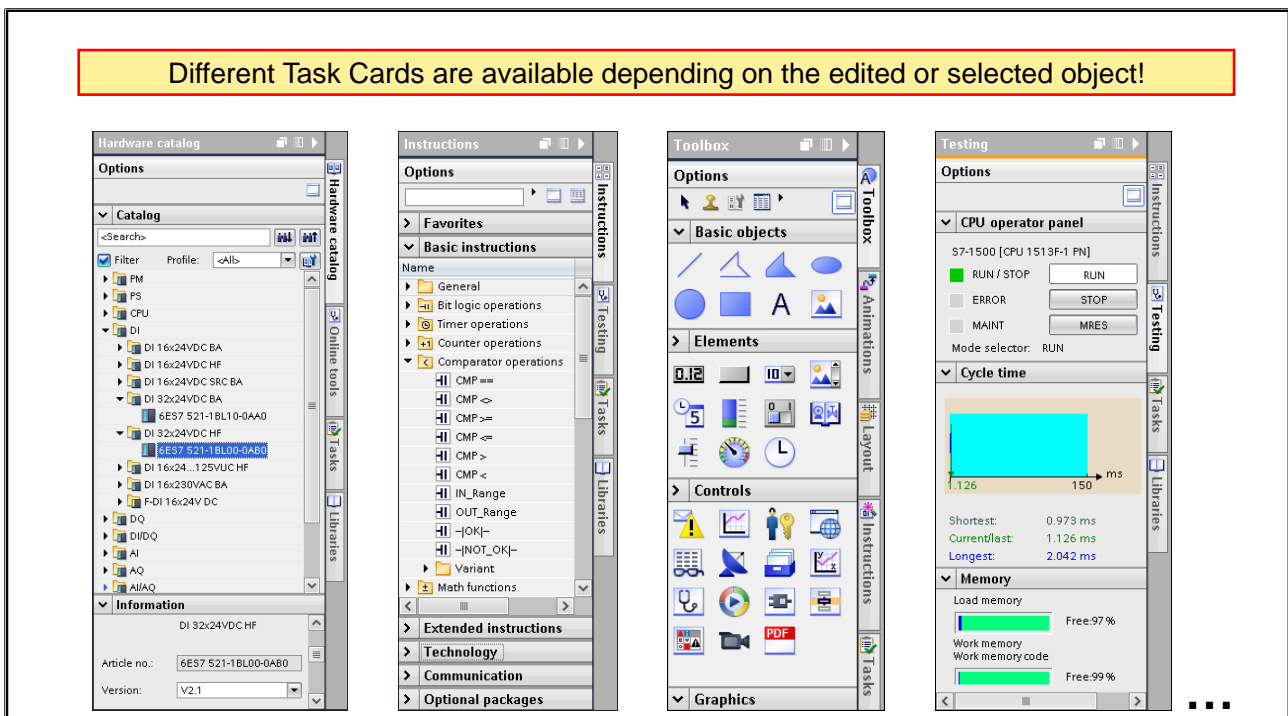 Different Task Cards are available depending on the edited or selected object!
Hardware catalog
Options
Catalog
<Search>
Filter Profile: <All>
PM
PS
CPU
DI
DI 16x24VDC BA
DI 16x24VDC HF
DI 16x24VDC SRC BA
DI 32x24VDC BA
6ES7 521-1BL10-0AA0
DI 32x24VDC HF
6ES7 521-1BL00-0AB0
DI 16x24...125VUC HF
DI 16x230VAC BA
F-DI 16x24V DC
DQ
DI/DQ
AI
AQ
AI/AQ
Information
DI 32x24VDC HF
Article no.: 6ES7 521-1BL00-0AB0
Version: V2.1
Hardware catalog
Online tools
Tasks
Libraries
Instructions
Options
Favorites
Basic instructions
Name
General
Bit logic operations
Timer operations
Counter operations
Comparator operations
CMP ==
CMP <>
CMP >=
CMP <=
CMP >
CMP <
IN_Range
OUT_Range
-|OK|-
-|NOT_OK|-
Variant
Math functions
Extended instructions
Technology
Communication
Optional packages
Instructions
Testing
Tasks
Libraries
Toolbox
Options
Basic objects
A
Elements
0.12
10
5
0 1
Controls
PDF
Graphics
Toolbox
Animations
Layout
Instructions
Tasks
Testing
Options
CPU operator panel
S7-1500 [CPU 1513F-1 PN]
RUN / STOP RUN
ERROR STOP
MAINT MRES
Mode selector: RUN
Cycle time
ms
1.126 150
Shortest: 0.973 ms
Current/last: 1.126 ms
Longest: 2.042 ms
Memory
Load memory
Free:97 %
Work memory
Work memory code
Free:99 %
Instructions
Testing
Tasks
Libraries
...